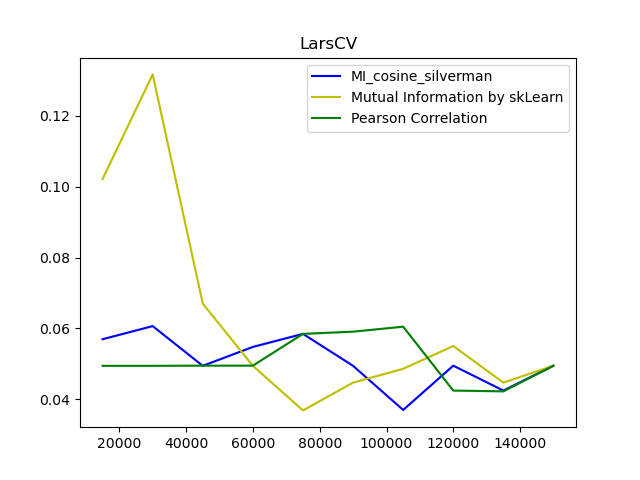 LarsCV
MI_cosine_silverman
Mutual Information by skLearn
Pearson Correlation
0.12
0.10
0.08
0.06
0.04
20000 40000 60000 80000 100000 120000 140000